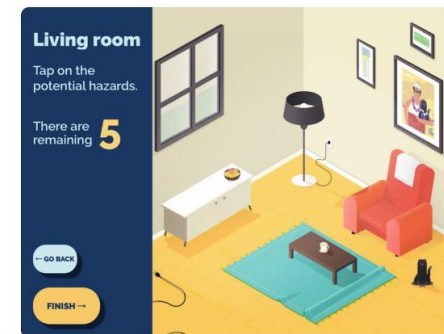 Living room
Tap on the
potential hazards.
There are
remaining 5
← GO BACK
FINISH →